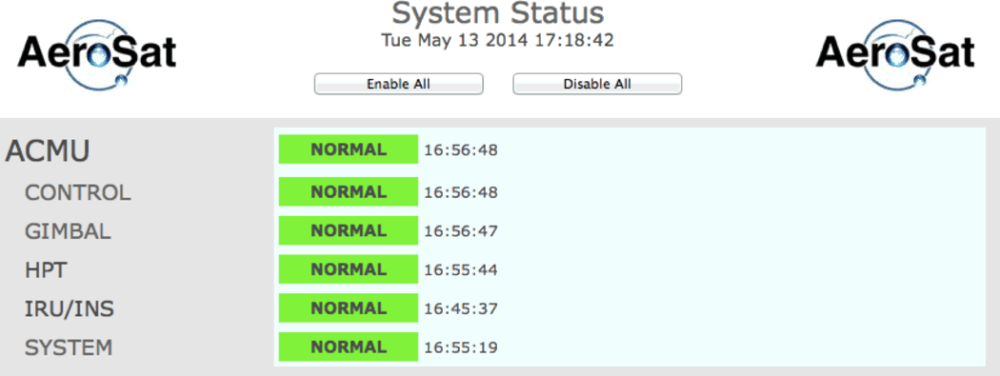 System Status
AeroSat
Tue May 13 2014 17:18:42
AeroSat
Enable All
Disable All
ACMU NORMAL 16:56:48
CONTROL NORMAL 16:56:48
GIMBAL NORMAL 16:56:47
HPT NORMAL 16:55:44
IRU/INS NORMAL 16:45:37
SYSTEM NORMAL 16:55:19